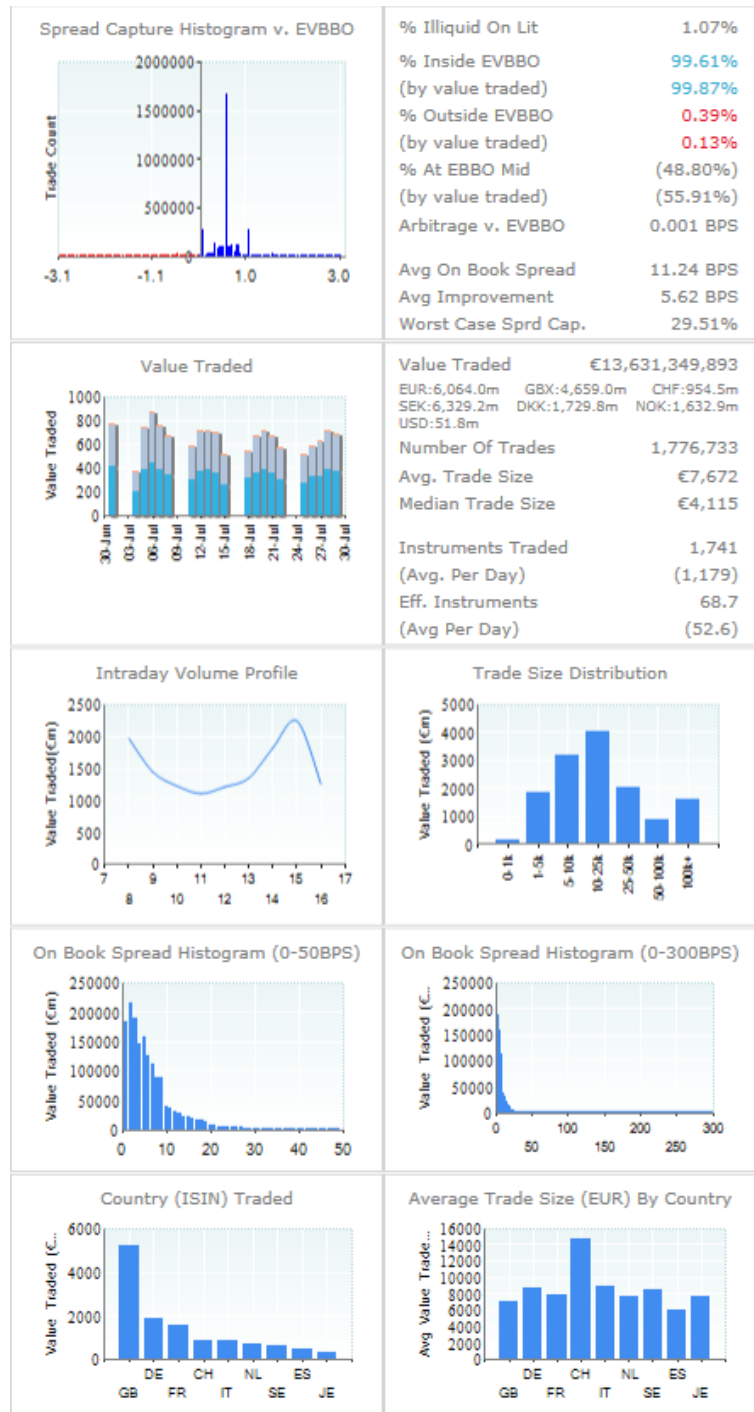 Spread Capture Histogram v. EVBBO
Trade Count
2000000
1500000
1000000
500000
0
-3.1 -1.1 1.0 3.0
% Illiquid On Lit 1.07%
% Inside EVBBO 99.61%
(by value traded) 99.87%
% Outside EVBBO 0.39%
(by value traded) 0.13%
% At EBBO Mid (48.80%)
(by value traded) (55.91%)
Arbitrage v. EVBBO 0.001 BPS
Avg On Book Spread 11.24 BPS
Avg Improvement 5.62 BPS
Worst Case Sprd Cap. 29.51%
Value Traded
Value Traded
1000
800
600
400
200
0
30-Jun 03-Jul 06-Jul 09-Jul 12-Jul 15-Jul 18-Jul 21-Jul 24-Jul 27-Jul 30-Jul
Value Traded €13,631,349,893
EUR:6,064.0m GBX:4,659.0m CHF:954.5m
SEK:6,329.2m DKK:1,729.8m NOK:1,632.9m
USD:51.8m
Number Of Trades 1,776,733
Avg. Trade Size €7,672
Median Trade Size €4,115
Instruments Traded 1,741
(Avg. Per Day) (1,179)
Eff. Instruments 68.7
(Avg Per Day) (52.6)
Intraday Volume Profile
Value Traded(€m)
2500
2000
1500
1000
500
0
7 9 11 13 15 17
8 10 12 14 16
Trade Size Distribution
Value Traded (€m)
5000
4000
3000
2000
1000
0
0-1k 1-5k 5-10k 10-25k 25-50k 50-100k 100k+
On Book Spread Histogram (0-50BPS)
Value Traded (€m)
250000
200000
150000
100000
50000
0
0 10 20 30 40 50
On Book Spread Histogram (0-300BPS)
Value Traded (€...
250000
200000
150000
100000
50000
0
0 100 200 300
50 150 250
Country (ISIN) Traded
Value Traded (€...
6000
4000
2000
0
DE CH NL ES
GB FR IT SE JE
Average Trade Size (EUR) By Country
Avg Value Trade...
16000
14000
12000
10000
8000
6000
4000
2000
0
DE CH NL ES
GB FR IT SE JE